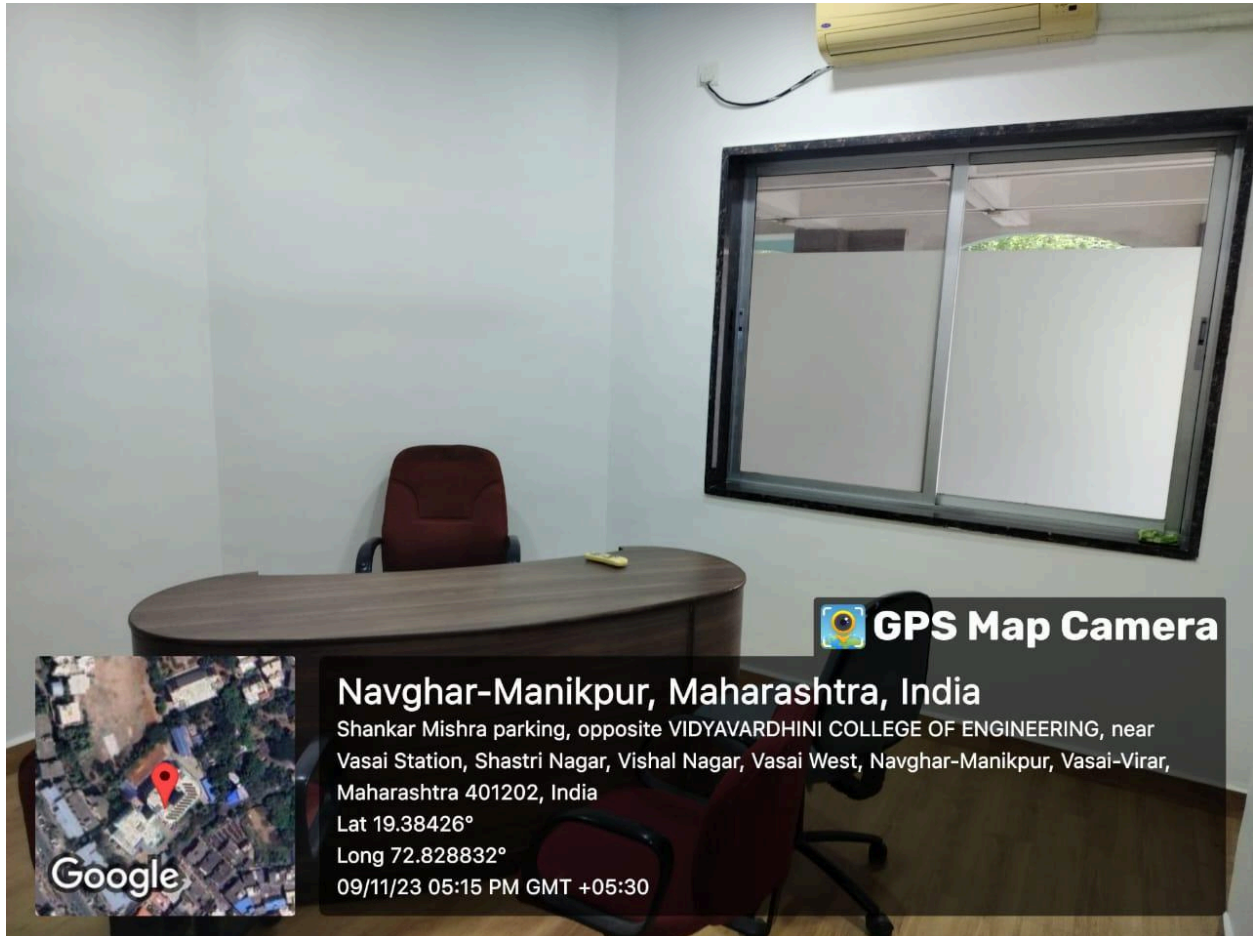 GPS Map Camera
Navghar-Manikpur, Maharashtra, India
Shankar Mishra parking, opposite VIDYAVARDHINI COLLEGE OF ENGINEERING, near
Vasai Station, Shastri Nagar, Vishal Nagar, Vasai West, Navghar-Manikpur, Vasai-Virar,
Maharashtra 401202, India
Lat 19.38426°
Long 72.828832°
09/11/23 05:15 PM GMT +05:30
Google